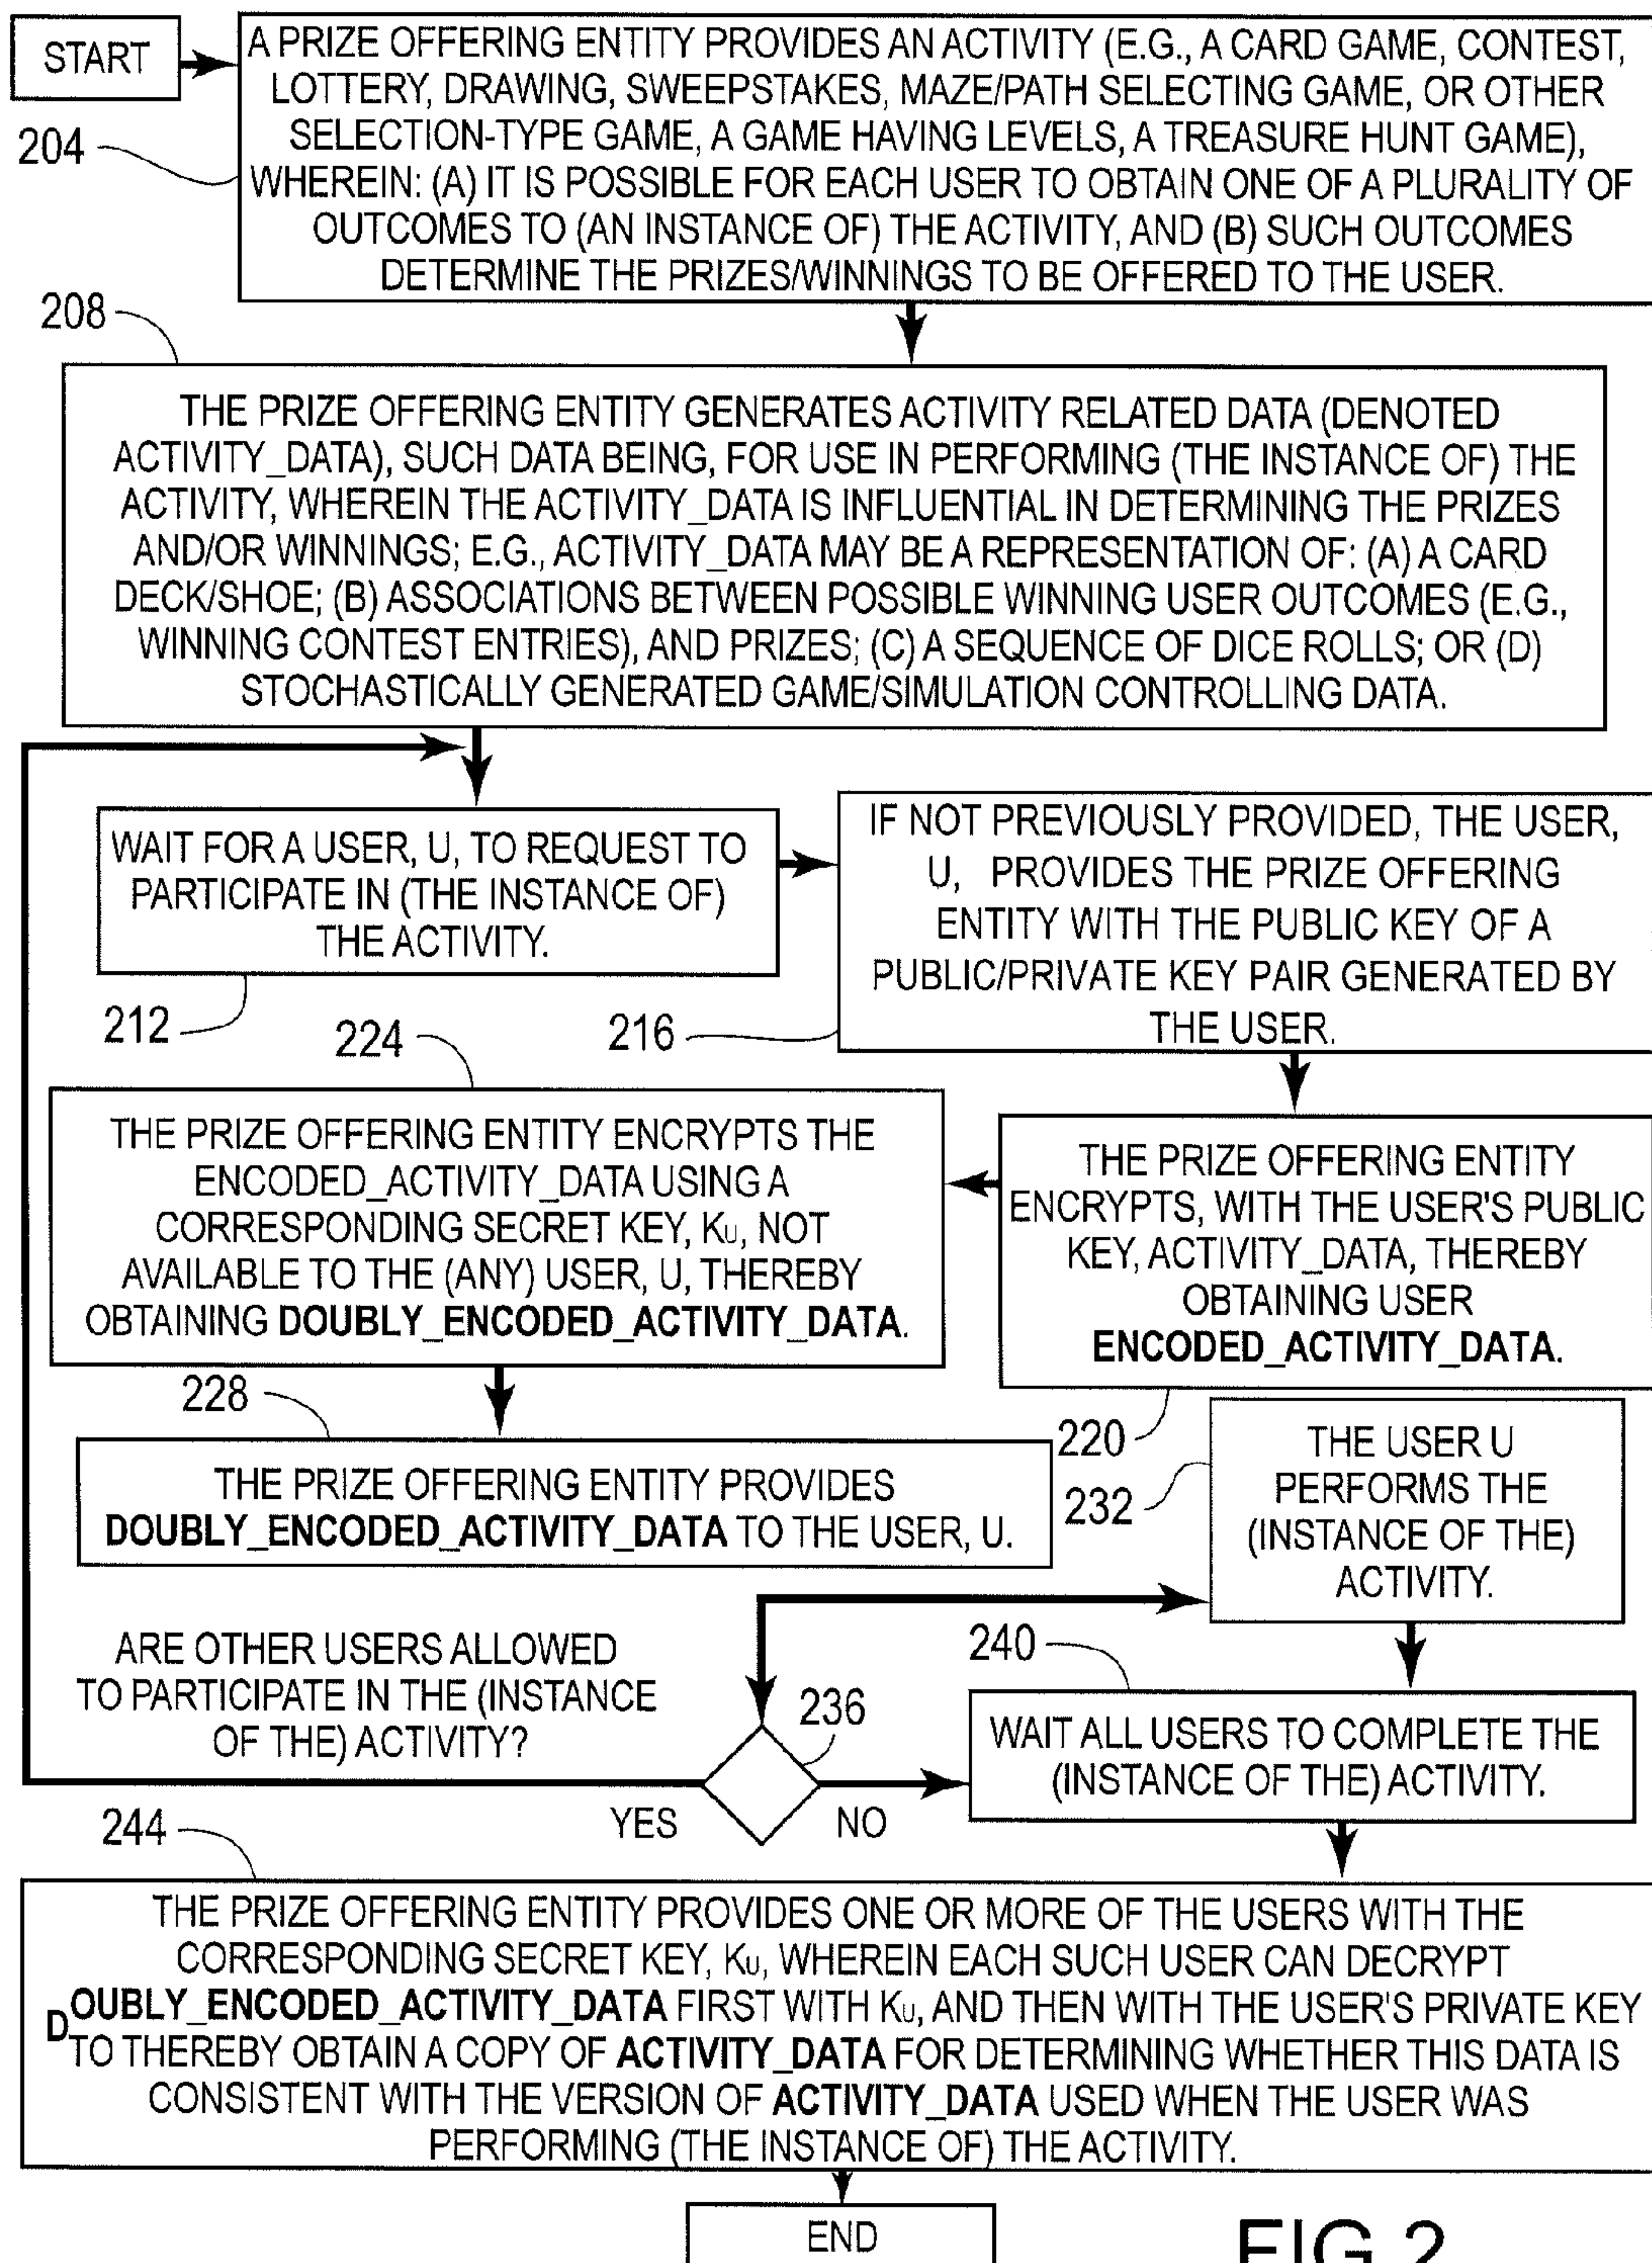 START
A PRIZE OFFERING ENTITY PROVIDES AN ACTIVITY (E.G., A CARD GAME, CONTEST,
LOTTERY, DRAWING, SWEEPSTAKES, MAZE/PATH SELECTING GAME, OR OTHER
SELECTION-TYPE GAME, A GAME HAVING LEVELS, A TREASURE HUNT GAME),
WHEREIN: (A) IT IS POSSIBLE FOR EACH USER TO OBTAIN ONE OF A PLURALITY OF
OUTCOMES TO (AN INSTANCE OF) THE ACTIVITY, AND (B) SUCH OUTCOMES
DETERMINE THE PRIZES/WINNINGS TO BE OFFERED TO THE USER.
204
208
THE PRIZE OFFERING ENTITY GENERATES ACTIVITY RELATED DATA (DENOTED
ACTIVITY_DATA), SUCH DATA BEING, FOR USE IN PERFORMING (THE INSTANCE OF) THE
ACTIVITY, WHEREIN THE ACTIVITY_DATA IS INFLUENTIAL IN DETERMINING THE PRIZES
AND/OR WINNINGS; E.G., ACTIVITY_DATA MAY BE A REPRESENTATION OF: (A) A CARD
DECK/SHOE; (B) ASSOCIATIONS BETWEEN POSSIBLE WINNING USER OUTCOMES (E.G.,
WINNING CONTEST ENTRIES), AND PRIZES; (C) A SEQUENCE OF DICE ROLLS; OR (D)
STOCHASTICALLY GENERATED GAME/SIMULATION CONTROLLING DATA.
WAIT FOR A USER, U, TO REQUEST TO
PARTICIPATE IN (THE INSTANCE OF)
THE ACTIVITY.
212
IF NOT PREVIOUSLY PROVIDED, THE USER,
U, PROVIDES THE PRIZE OFFERING
ENTITY WITH THE PUBLIC KEY OF A
PUBLIC/PRIVATE KEY PAIR GENERATED BY
THE USER.
216
224
THE PRIZE OFFERING ENTITY ENCRYPTS THE
ENCODED_ACTIVITY_DATA USING A
CORRESPONDING SECRET KEY, KU, NOT
AVAILABLE TO THE (ANY) USER, U, THEREBY
OBTAINING DOUBLY_ENCODED_ACTIVITY_DATA.
THE PRIZE OFFERING ENTITY
ENCRYPTS, WITH THE USER'S PUBLIC
KEY, ACTIVITY_DATA, THEREBY
OBTAINING USER
ENCODED_ACTIVITY_DATA.
220
228
THE PRIZE OFFERING ENTITY PROVIDES
DOUBLY_ENCODED_ACTIVITY_DATA TO THE USER, U.
232
THE USER U
PERFORMS THE
(INSTANCE OF THE)
ACTIVITY.
ARE OTHER USERS ALLOWED
TO PARTICIPATE IN THE (INSTANCE
OF THE) ACTIVITY?
236
YES
NO
240
WAIT ALL USERS TO COMPLETE THE
(INSTANCE OF THE) ACTIVITY.
244
THE PRIZE OFFERING ENTITY PROVIDES ONE OR MORE OF THE USERS WITH THE
CORRESPONDING SECRET KEY, KU, WHEREIN EACH SUCH USER CAN DECRYPT
DOUBLY_ENCODED_ACTIVITY_DATA FIRST WITH KU, AND THEN WITH THE USER'S PRIVATE KEY
TO THEREBY OBTAIN A COPY OF ACTIVITY_DATA FOR DETERMINING WHETHER THIS DATA IS
CONSISTENT WITH THE VERSION OF ACTIVITY_DATA USED WHEN THE USER WAS
PERFORMING (THE INSTANCE OF) THE ACTIVITY.
END
FIG.2